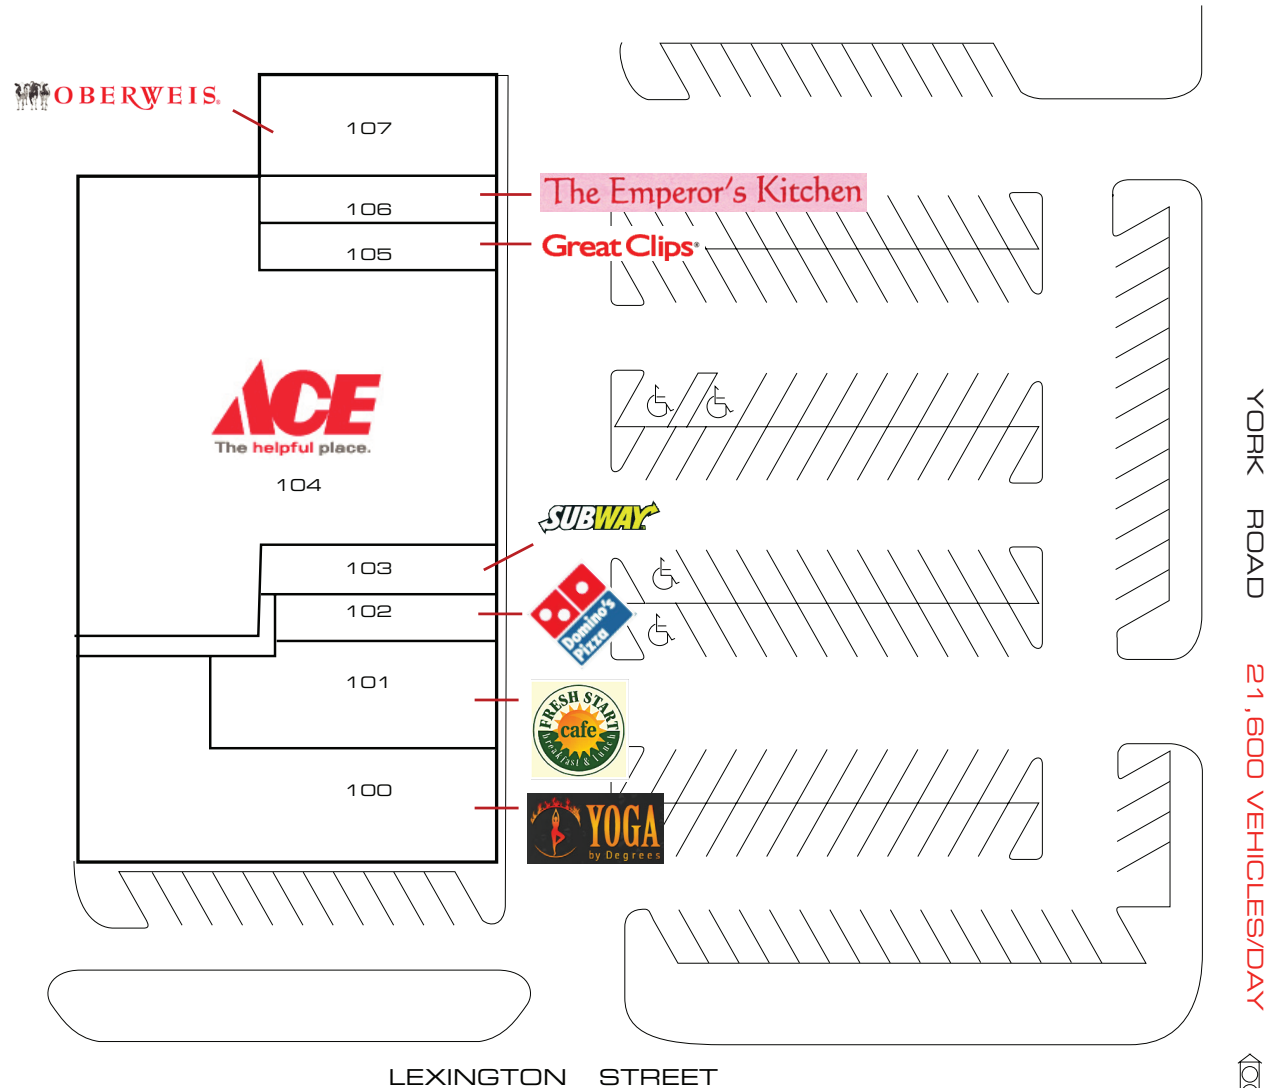 OBERWEIS
107
The Emperor's Kitchen
106
Great Clips®
105
ACE
The helpful place.
104
SUBWAY
103
102
Domino's
Pizza
101
FRESH START
cafe
breakfast & lunch
100
YOGA
by Degrees
LEXINGTON STREET
YORK ROAD
21,600 VEHICLES/DAY